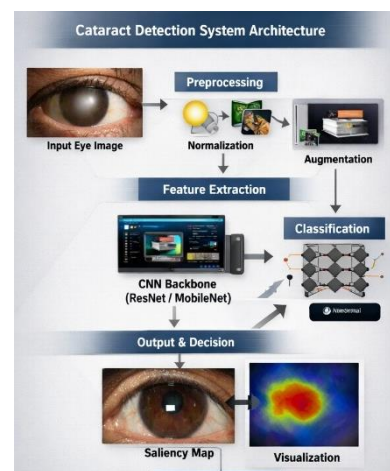 Cataract Detection System Architecture
Preprocessing
Input Eye Image
Normalization
Augmentation
Feature Extraction
Classification
CNN Backbone
(ResNet / MobileNet)
Output & Decision
Saliency Map
Visualization